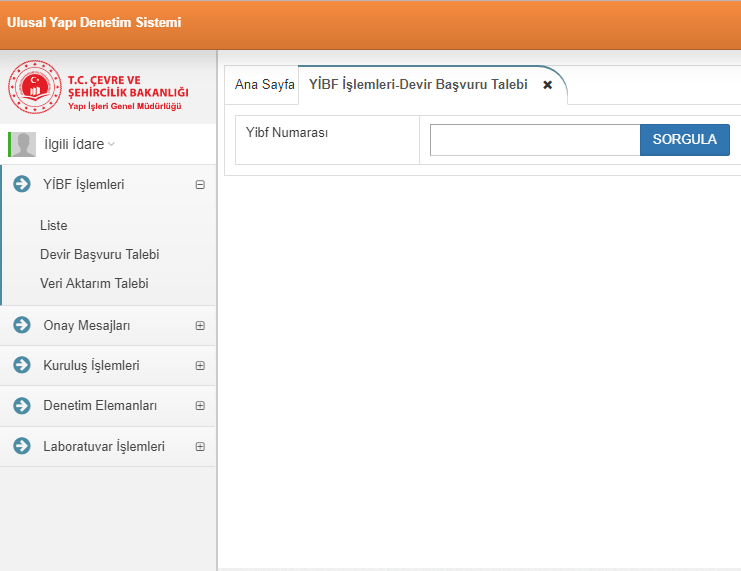 Ulusal Yapı Denetim Sistemi
T.C. ÇEVRE VE
ŞEHİRCİLİK BAKANLIĞI
Yapı İşleri Genel Müdürlüğü
İlgili İdare
YİBF İşlemleri
Liste
Devir Başvuru Talebi
Veri Aktarım Talebi
Onay Mesajları
Kuruluş İşlemleri
Denetim Elemanları
Laboratuvar İşlemleri
Ana Sayfa
YİBF İşlemleri-Devir Başvuru Talebi
Yibf Numarası
SORGULA